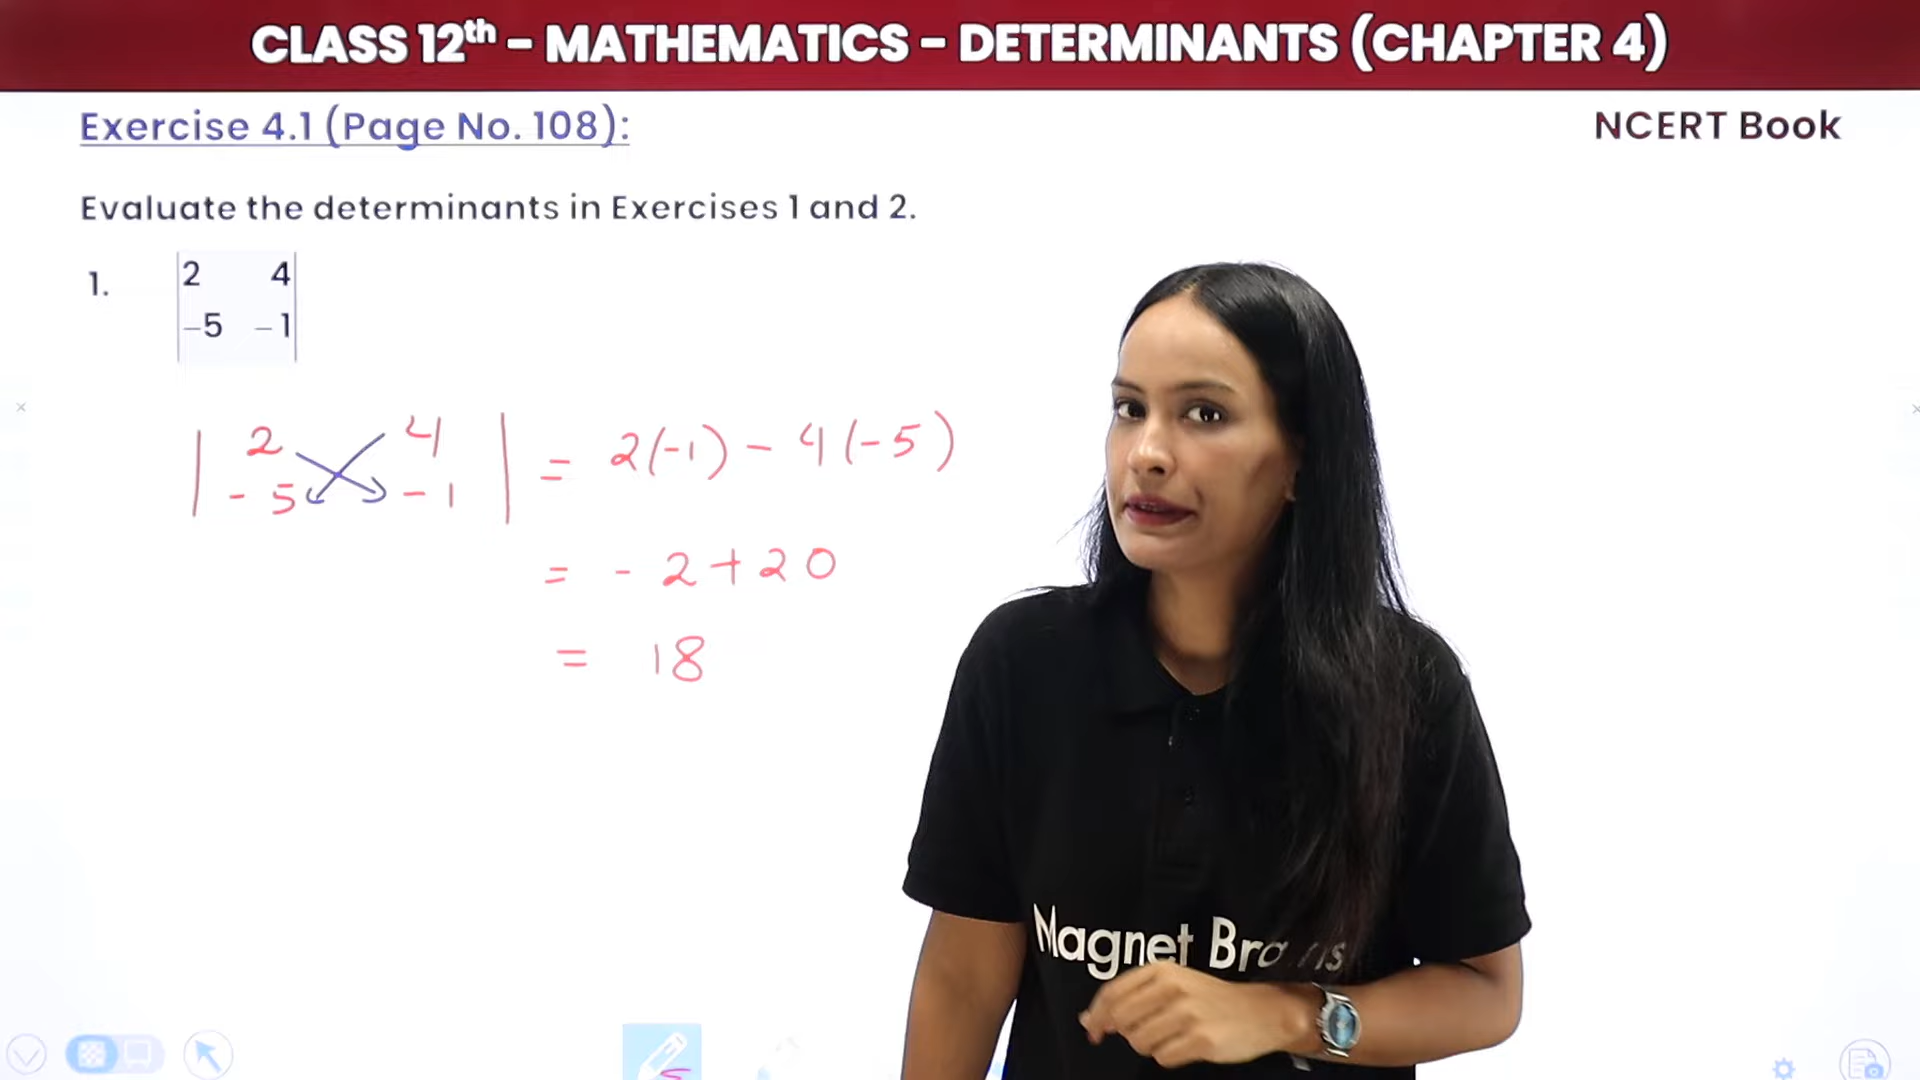 CLASS 12th - MATHEMATICS - DETERMINANTS (CHAPTER 4)
Exercise 4.1 (Page No. 108):
NCERT Book
Evaluate the determinants in Exercises 1 and 2.
1. |2 4|
|-5 -1|
| 2 4 | = 2(-1) - 4(-5)
| -5 -1 |
= -2+20
= 18
Magnet Brains